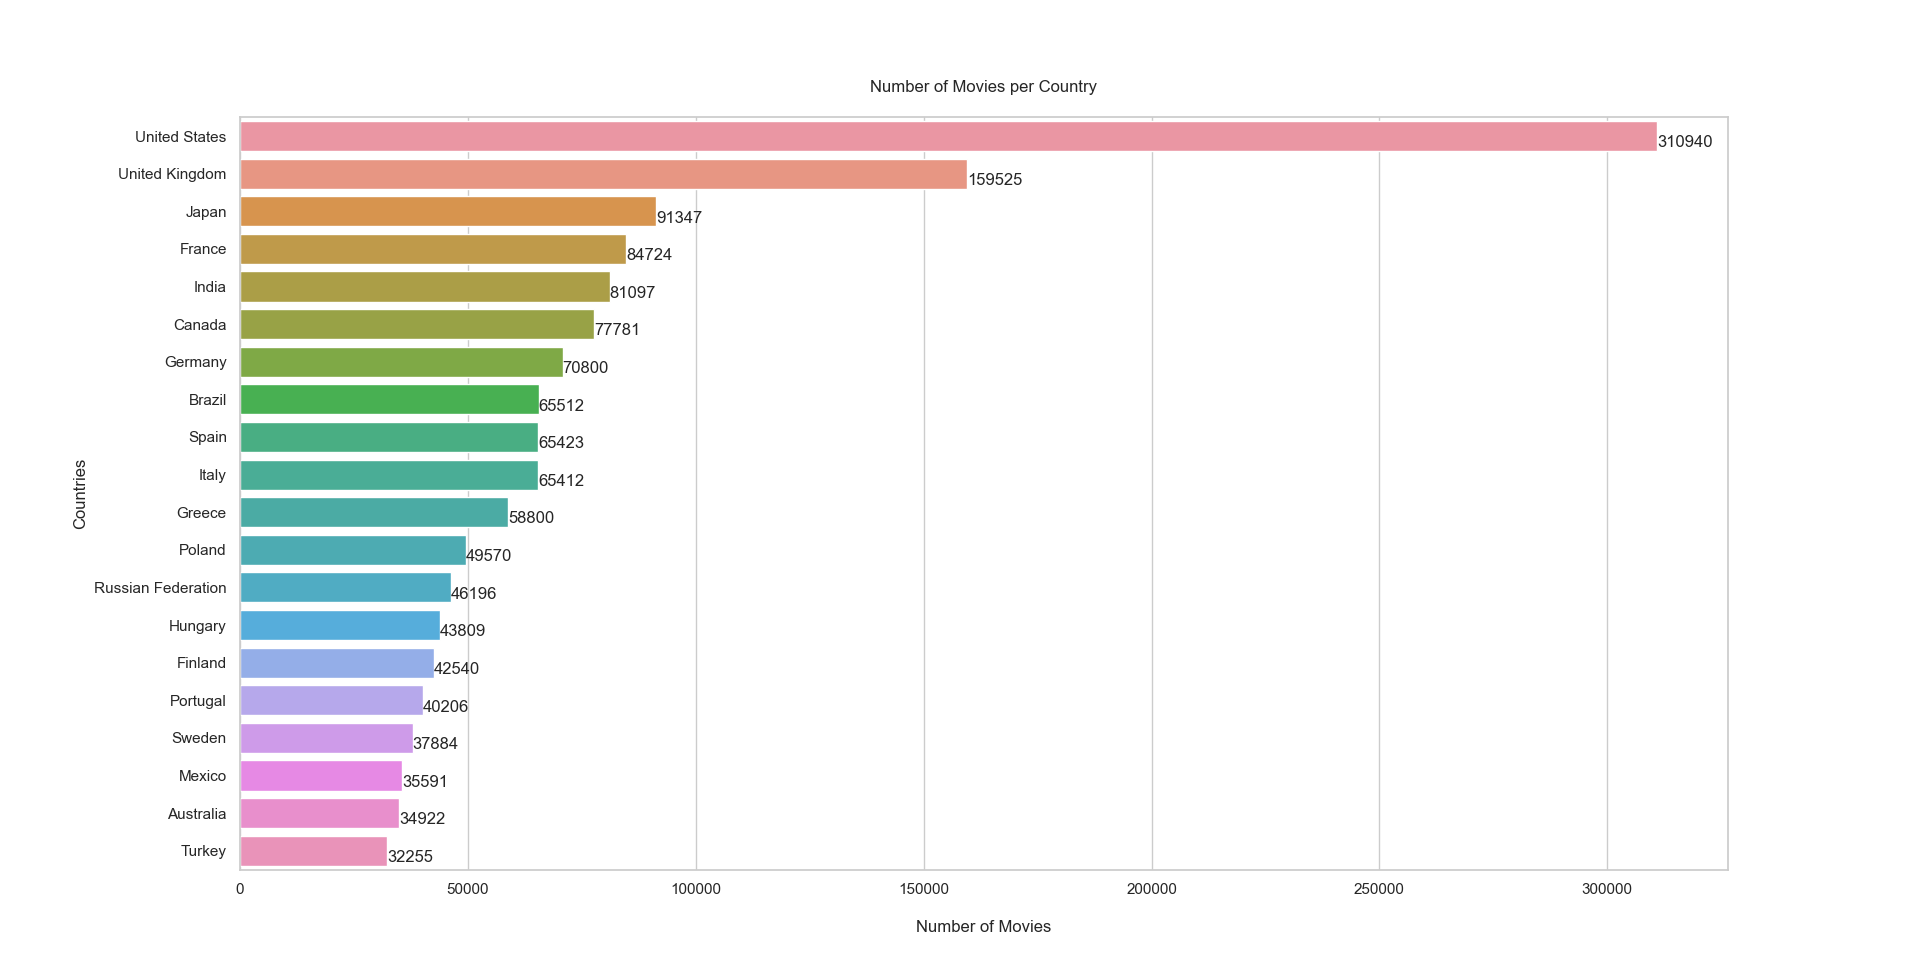 Number of Movies per Country
United States 310940
United Kingdom 159525
Japan 91347
France 84724
India 81097
Canada 77781
Germany 70800
Brazil 65512
Spain 65423
Italy 65412
Greece 58800
Poland 49570
Russian Federation 46196
Hungary 43809
Finland 42540
Portugal 40206
Sweden 37884
Mexico 35591
Australia 34922
Turkey 32255
Countries
0 50000 100000 150000 200000 250000 300000
Number of Movies